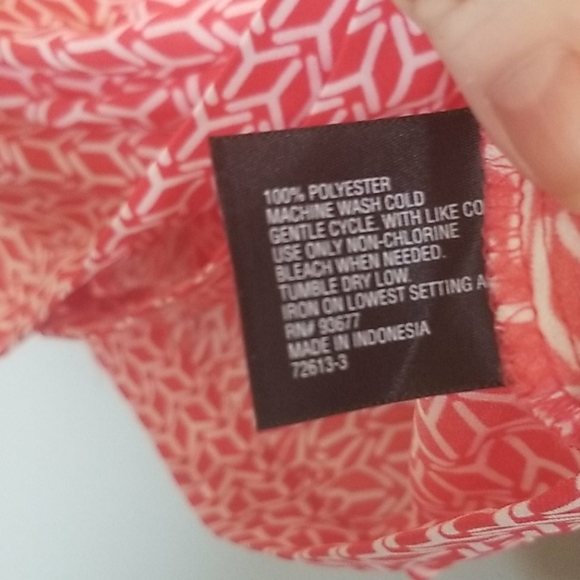 100% POLYESTER
MACHINE WASH COLD
GENTLE CYCLE. WITH LIKE CO
USE ONLY NON-CHLORINE
BLEACH WHEN NEEDED.
TUMBLE DRY LOW.
IRON ON LOWEST SETTING A
RN# 93677
MADE IN INDONESIA
72613-3